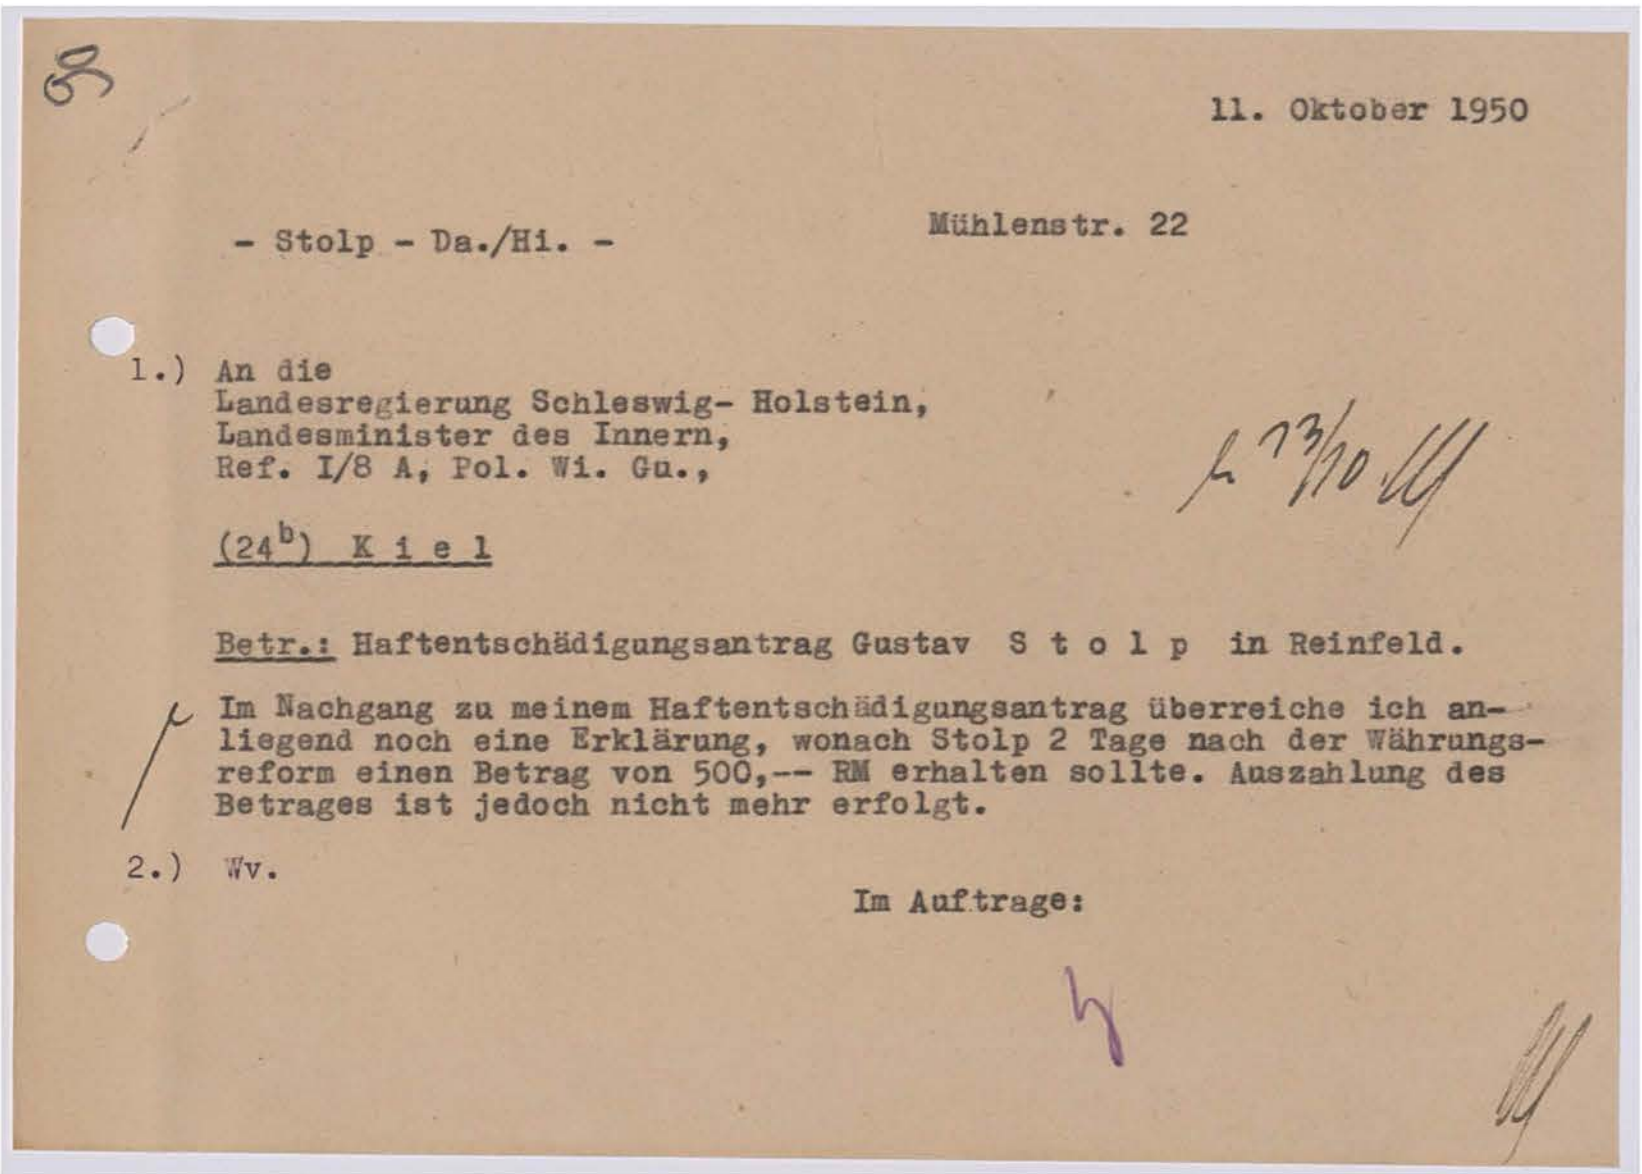 11. Oktober 1950
Mühlenstr. 22
- Stolp - Da./Hi. -
1.) An die
Landesregierung Schleswig- Holstein,
Landesminister des Innern,
Ref. I/8 A, Pol. Wi. Gu.,
13/10
(24b) K i e l
Betr.: Haftentschädigungsantrag Gustav S t o l p in Reinfeld.
Im Nachgang zu meinem Haftentschädigungsantrag überreiche ich an-
liegend noch eine Erklärung, wonach Stolp 2 Tage nach der Währungs-
reform einen Betrag von 500,-- RM erhalten sollte. Auszahlung des
Betrages ist jedoch nicht mehr erfolgt.
2.) Wv.
Im Auftrage: